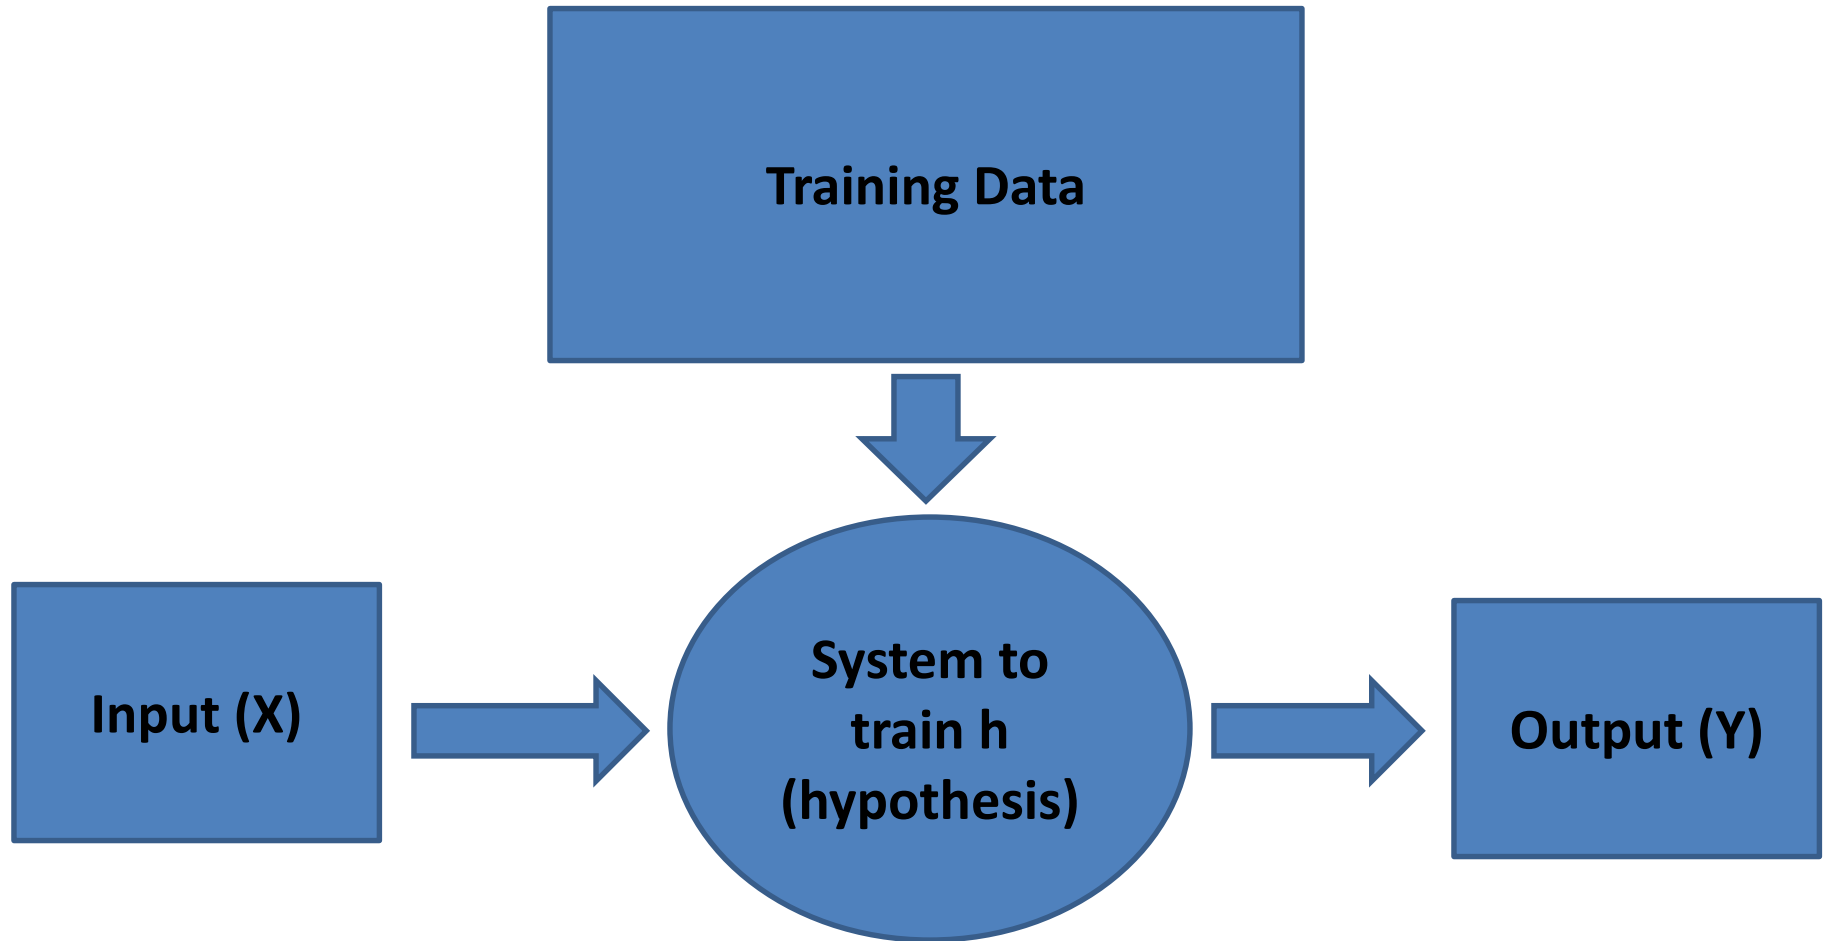 Training Data
Input (X)
System to
train h
(hypothesis)
Output (Y)